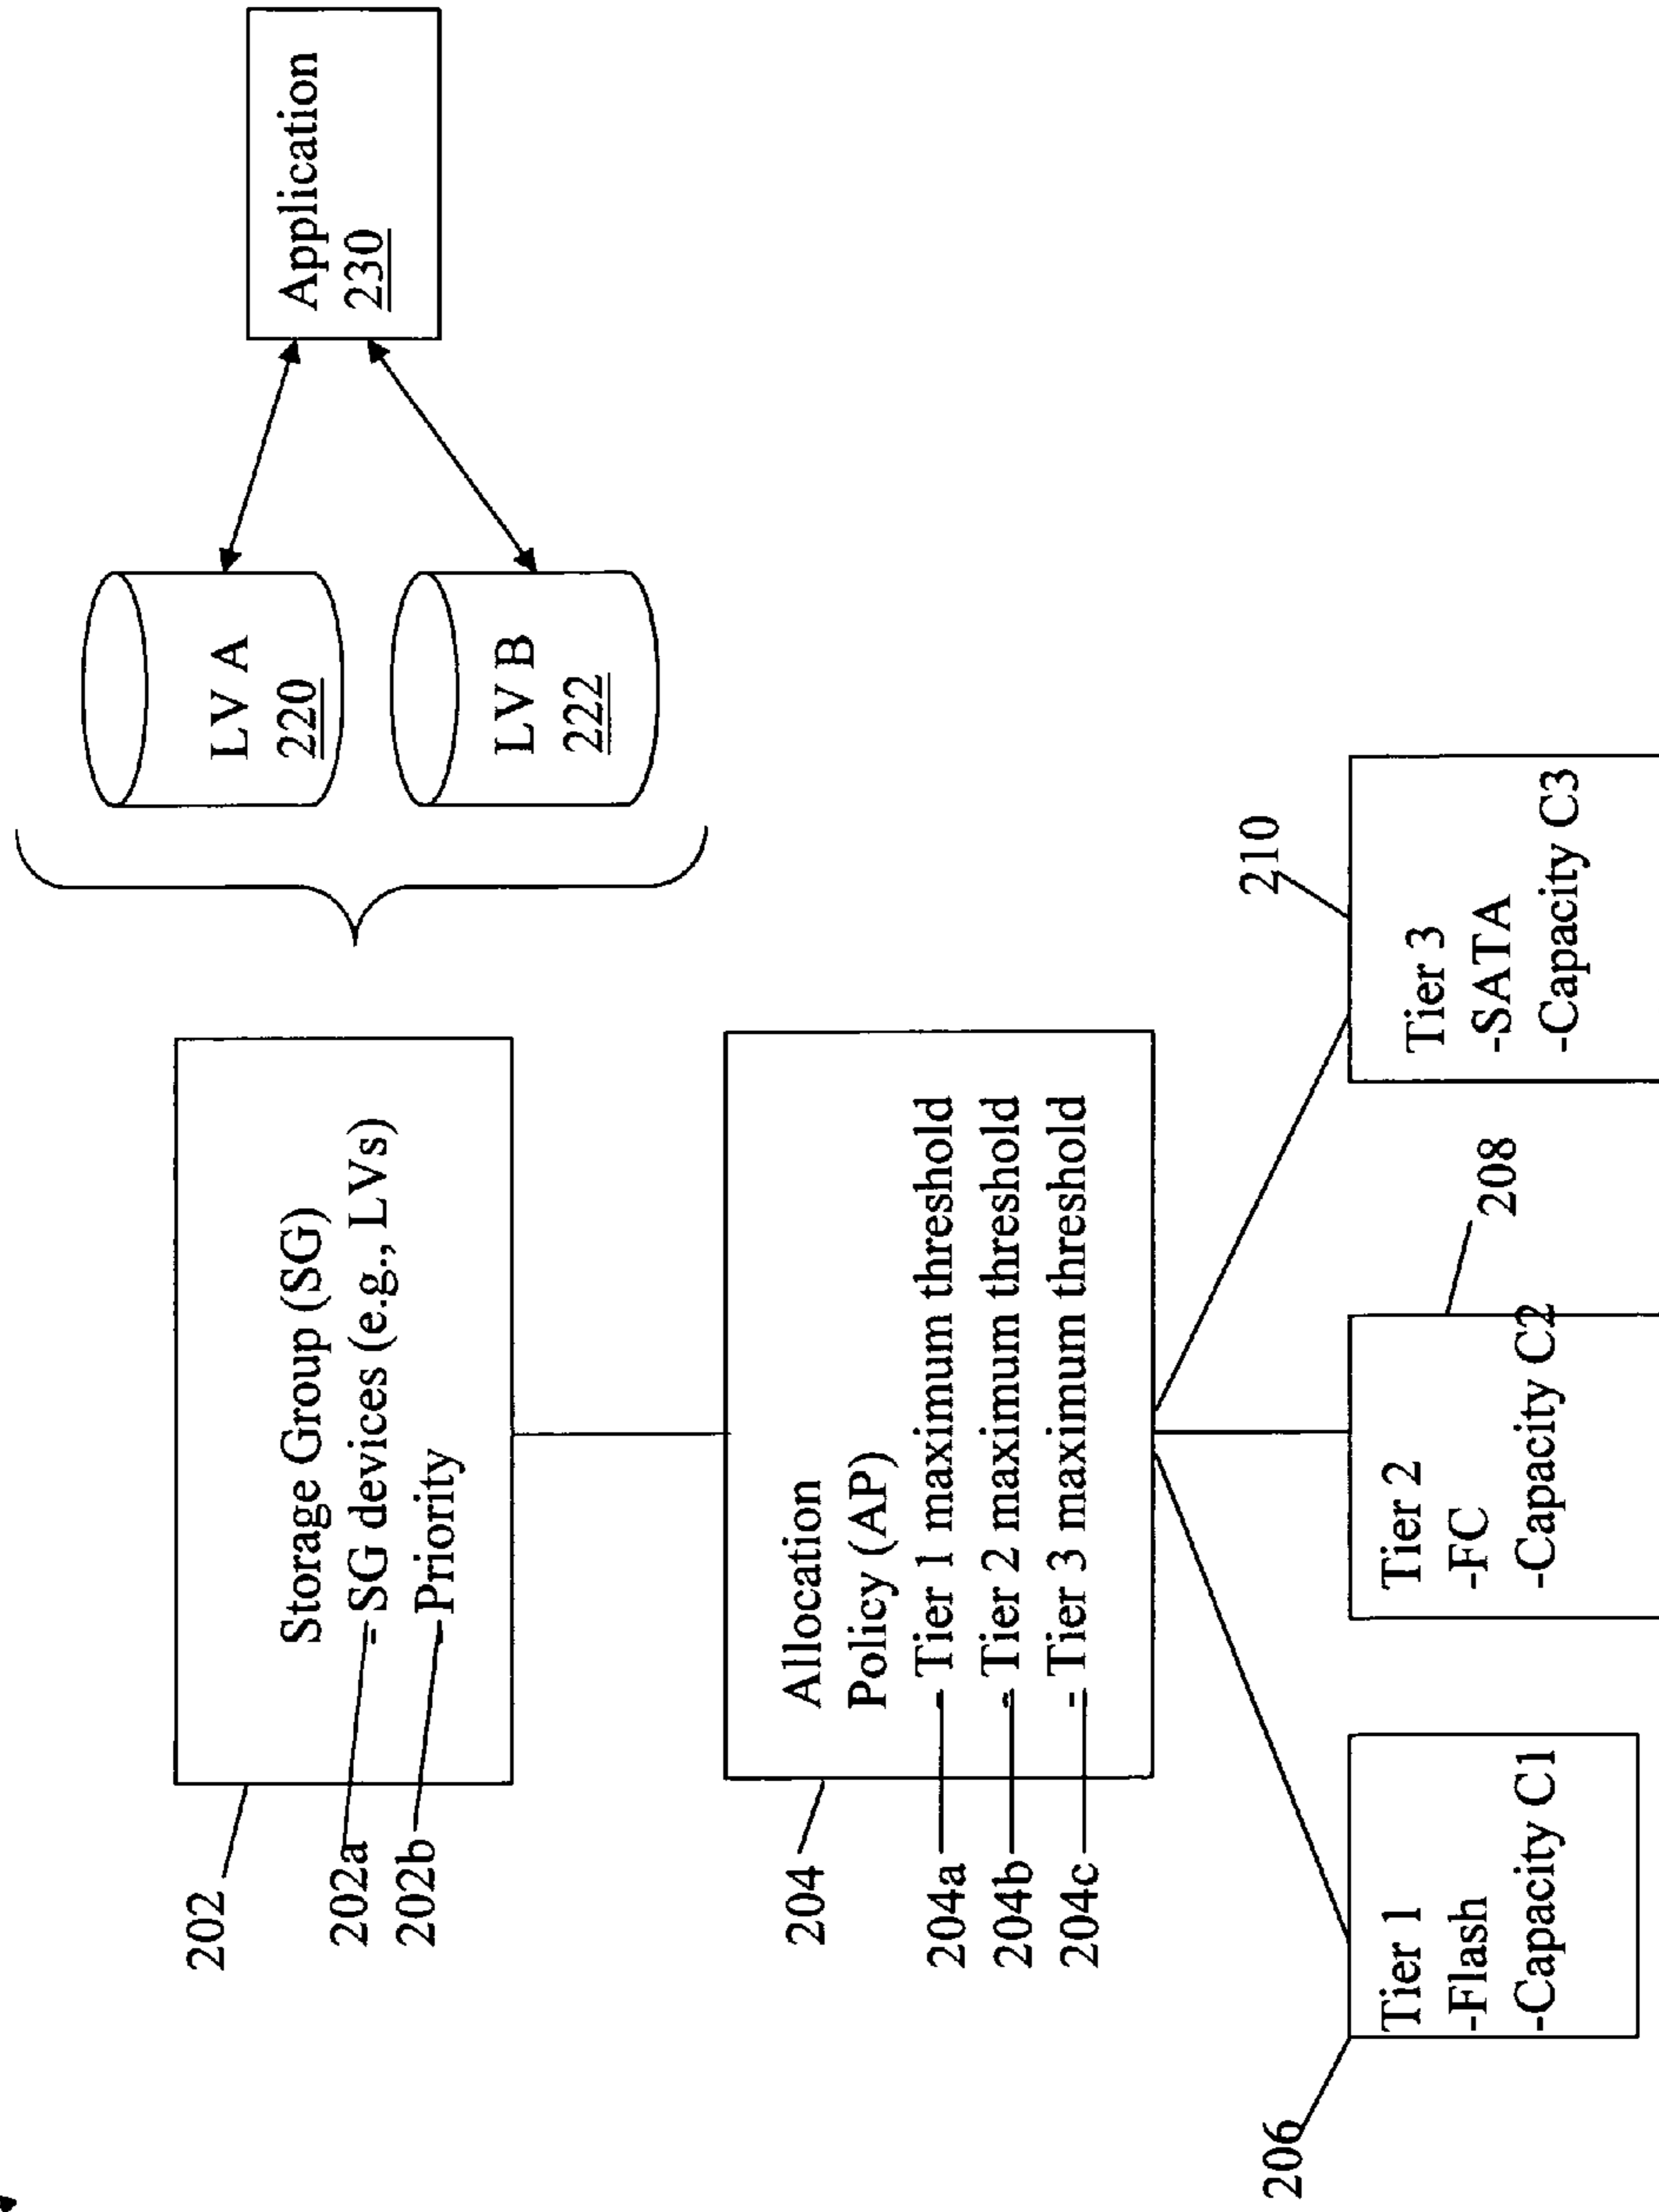 202
202a
202b
Storage Group (SG)
- SG devices (e.g., LVs)
-Priority
LV A
220
LV B
222
Application
230
204
204a
204b
204c
Allocation
Policy (AP)
- Tier 1 maximum threshold
- Tier 2 maximum threshold
- Tier 3 maximum threshold
206
Tier 1
-Flash
-Capacity C1
208
Tier 2
-FC
-Capacity C2
210
Tier 3
-SATA
-Capacity C3